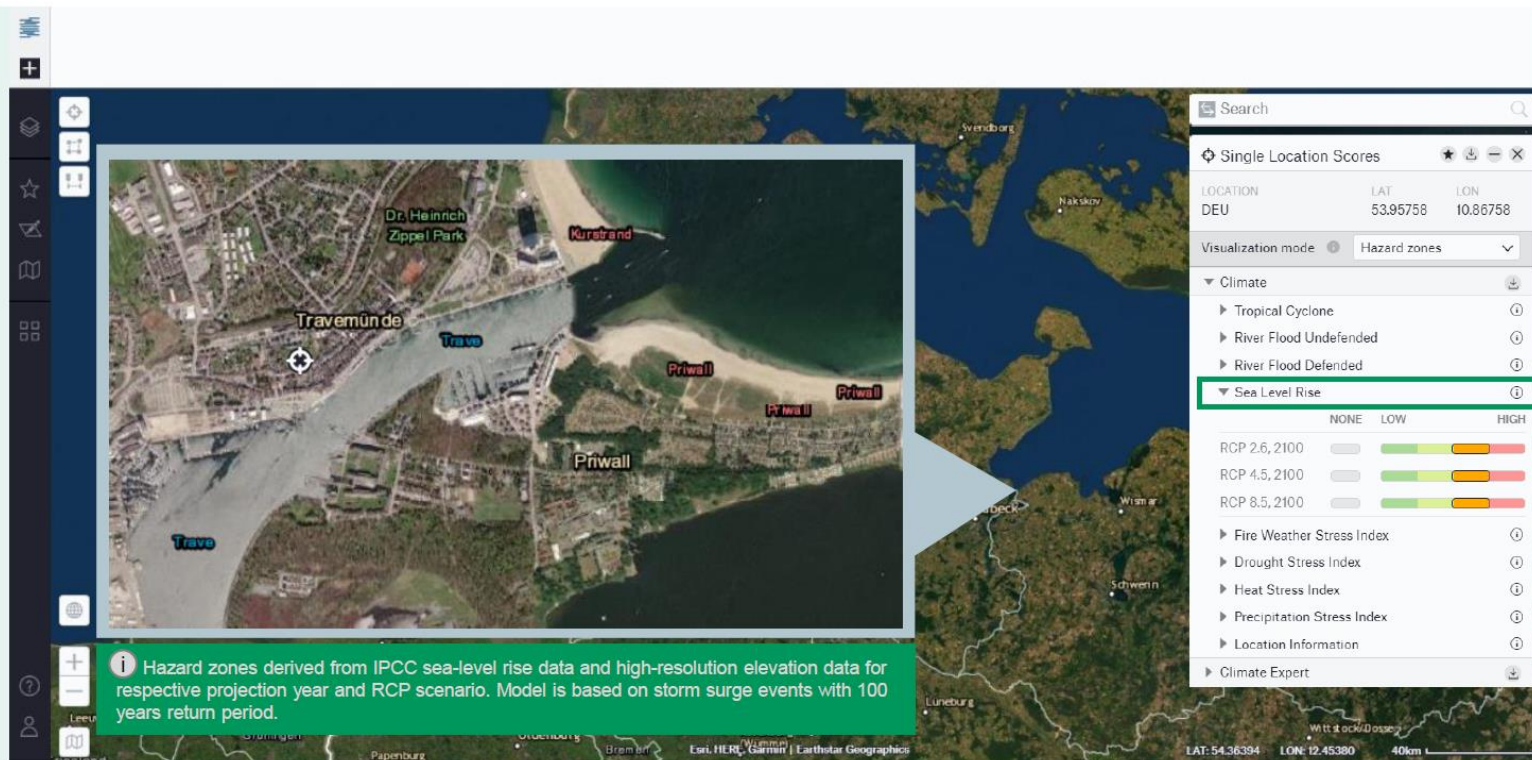 Search
Single Location Scores
LOCATION LAT LON
DEU 53.95758 10.86758
Visualization mode Hazard zones
Climate
Tropical Cyclone
River Flood Undefended
River Flood Defended
Sea Level Rise
NONE LOW HIGH
RCP 2.6, 2100
RCP 4.5, 2100
RCP 8.5, 2100
Fire Weather Stress Index
Drought Stress Index
Heat Stress Index
Precipitation Stress Index
Location Information
Climate Expert
Svendborg
Nakskov
Dr. Heinrich
Zippel Park
Kurstrand
Travemünde
Trave
Priwall
Priwall
Priwall
Priwall
Trave
Wismar
Schwerin
i Hazard zones derived from IPCC sea-level rise data and high-resolution elevation data for
respective projection year and RCP scenario. Model is based on storm surge events with 100
years return period.
Luneburg
Wittstock/Dosse
Papenburg
Bremen
Esri, HERE, Garmin | Earthstar Geographics
LAT: 54.36394 LON: 12.45380 40km